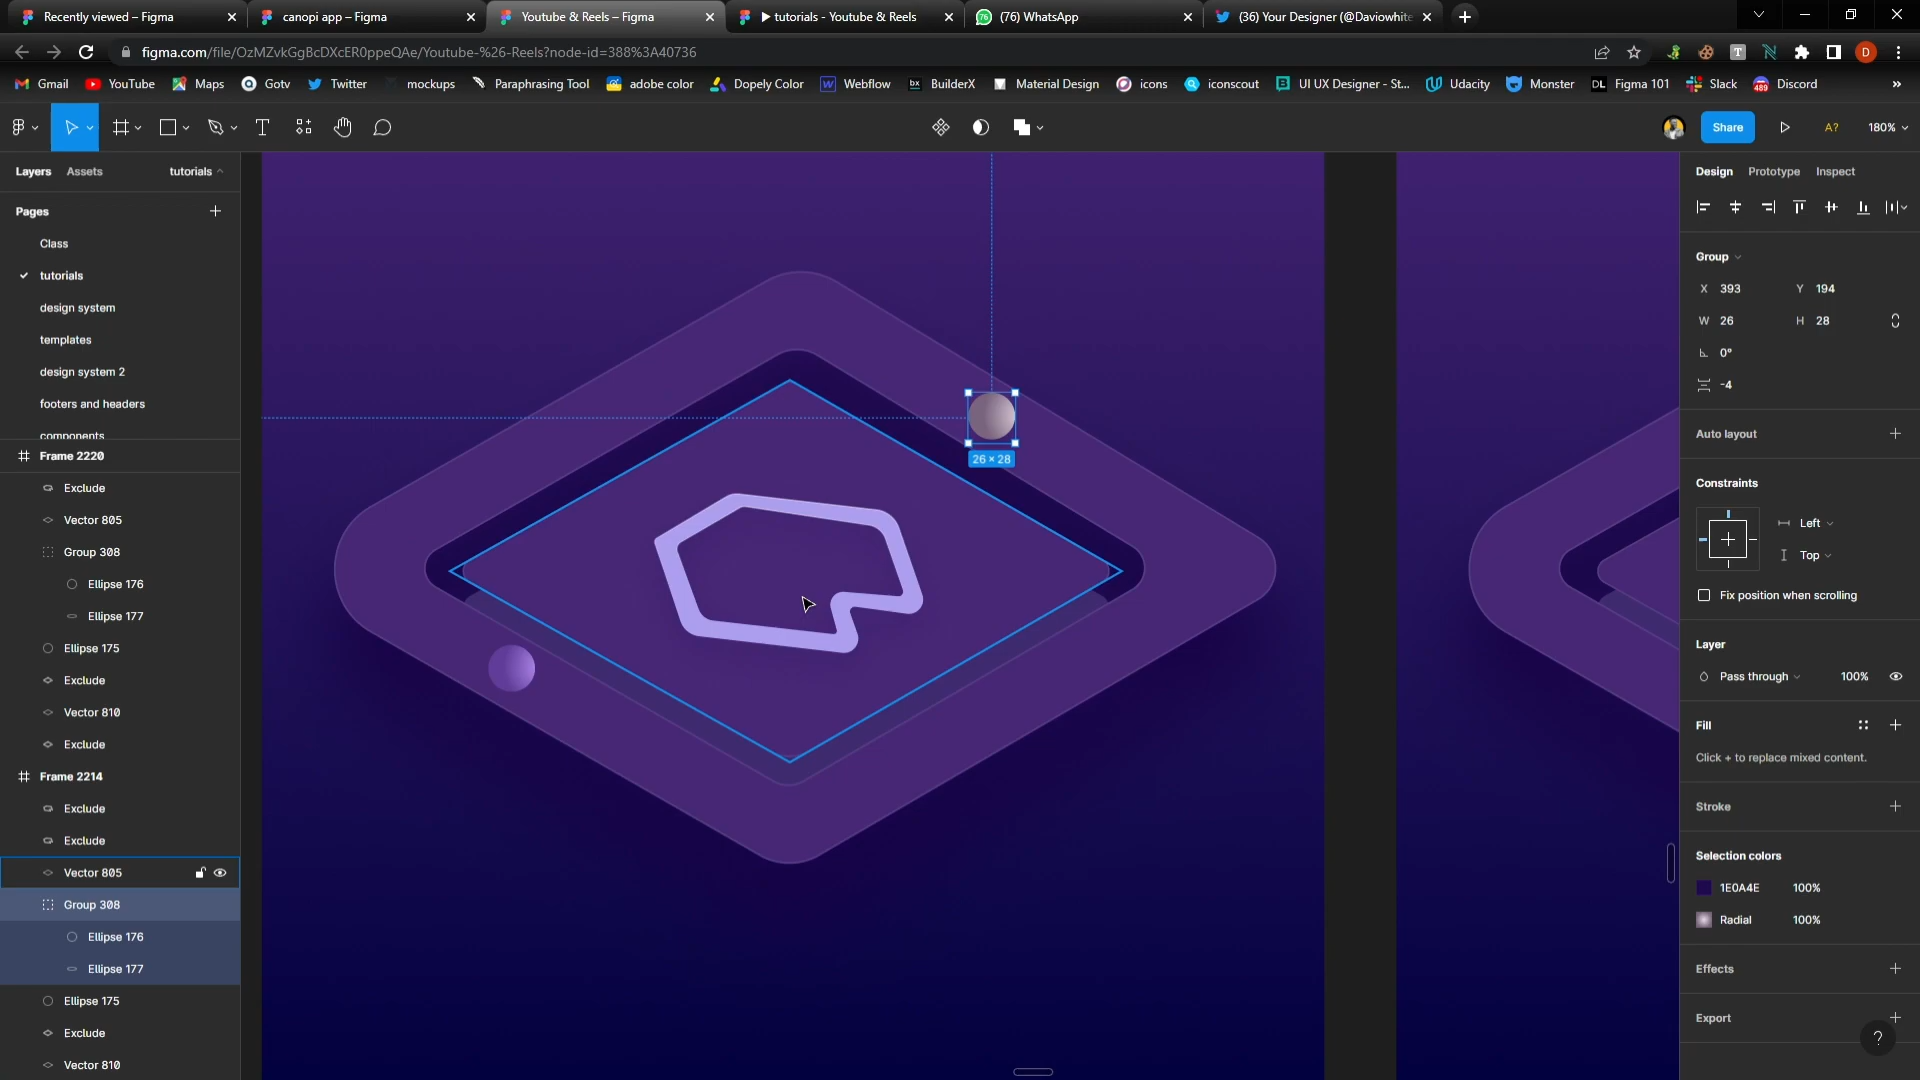 Recently viewed – Figma
canopi app – Figma
Youtube & Reels – Figma
tutorials - Youtube & Reels
(76) WhatsApp
(36) Your Designer (@Daviowhite
figma.com/file/OzMZvkGgBcDXcER0ppeQAe/Youtube-%26-Reels?node-id=388%3A40736
T
D
Gmail
YouTube
Maps
Gotv
Twitter
mockups
Paraphrasing Tool
adobe color
Dopely Color
Webflow
bx BuilderX
Material Design
icons
iconscout
UI UX Designer - St...
Udacity
Monster
DL Figma 101
Slack
489 Discord
»
Share
A?
180%
Layers
Assets
tutorials
Pages
Class
tutorials
design system
templates
design system 2
footers and headers
components
Frame 2220
Exclude
Vector 805
Group 308
Ellipse 176
Ellipse 177
Ellipse 175
Exclude
Vector 810
Exclude
Frame 2214
Exclude
Exclude
Vector 805
Group 308
Ellipse 176
Ellipse 177
Ellipse 175
Exclude
Vector 810
26 × 28
Design
Prototype
Inspect
Group
X 393 Y 194
W 26 H 28
0°
-4
Auto layout
Constraints
Left
Top
Fix position when scrolling
Layer
Pass through 100%
Fill
Click + to replace mixed content.
Stroke
Selection colors
1E0A4E 100%
Radial 100%
Effects
Export
?